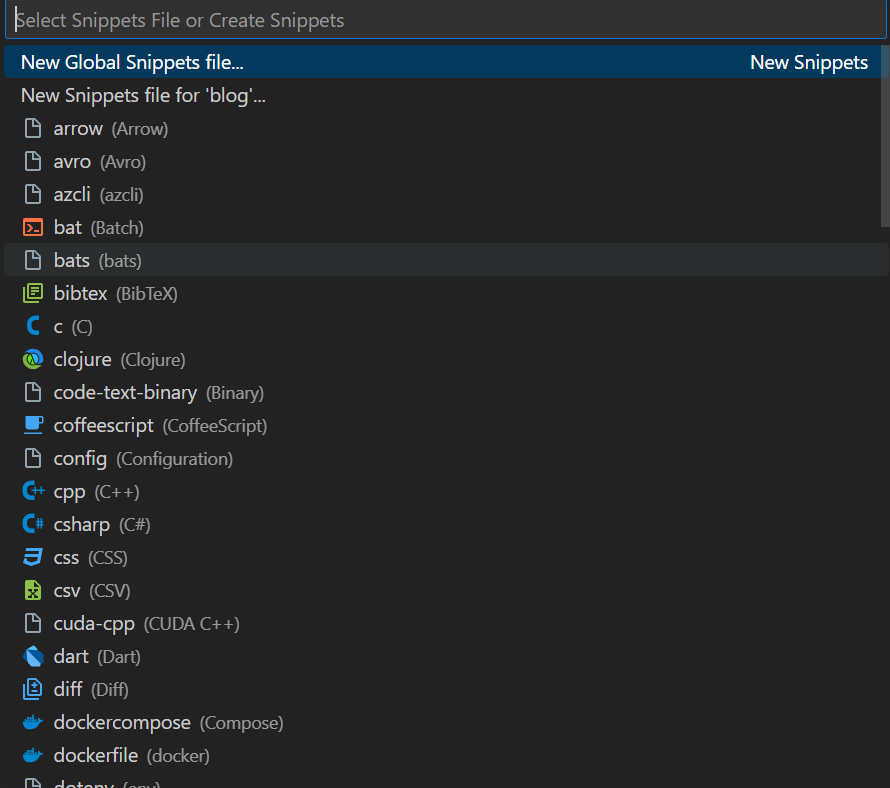 Select Snippets File or Create Snippets
New Global Snippets file... New Snippets
New Snippets file for 'blog'...
arrow (Arrow)
avro (Avro)
azcli (azcli)
bat (Batch)
bats (bats)
bibtex (BibTeX)
c (C)
clojure (Clojure)
code-text-binary (Binary)
coffeescript (CoffeeScript)
config (Configuration)
cpp (C++)
csharp (C#)
css (CSS)
csv (CSV)
cuda-cpp (CUDA C++)
dart (Dart)
diff (Diff)
dockercompose (Compose)
dockerfile (docker)
dotenv (env)